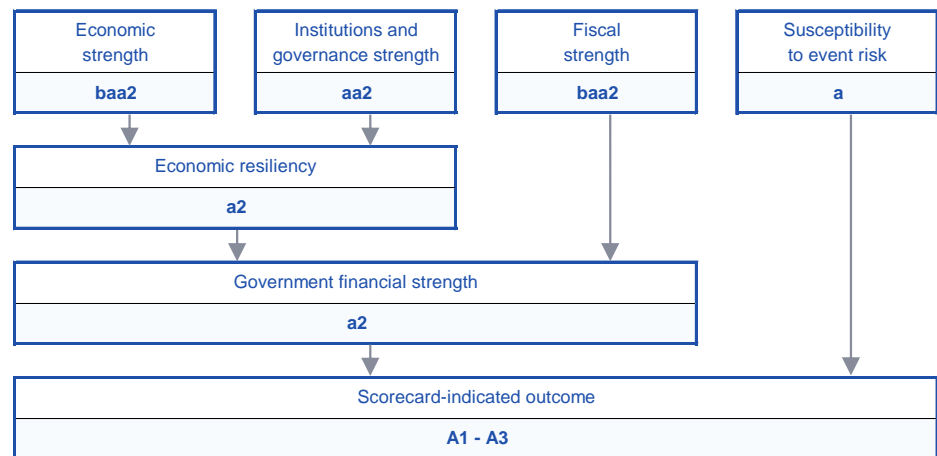 Economic
strength
baa2
Institutions and
governance strength
aa2
Fiscal
strength
baa2
Susceptibility
to event risk
a
Economic resiliency
a2
Government financial strength
a2
Scorecard-indicated outcome
A1 - A3